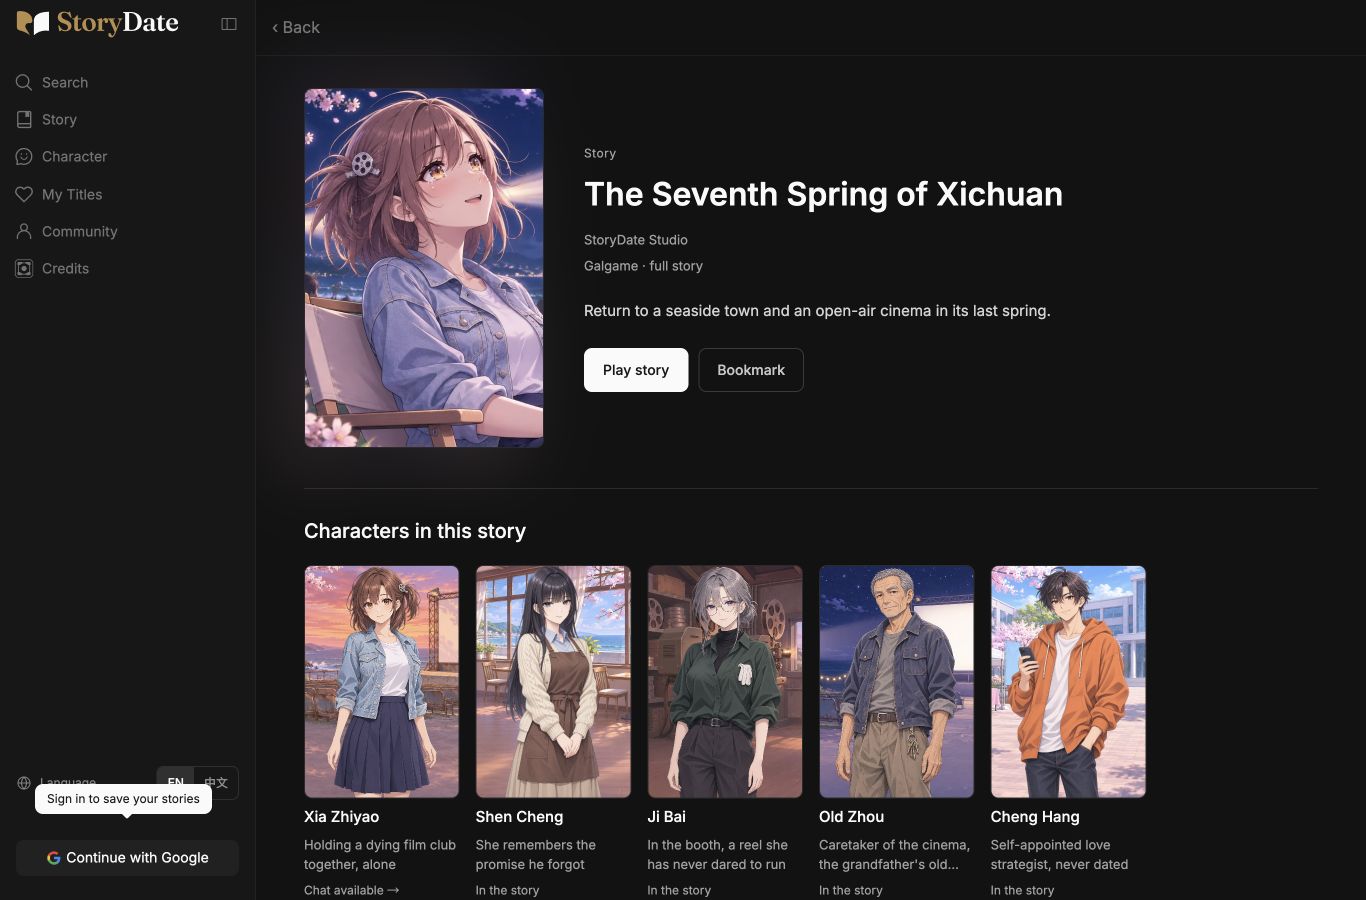 StoryDate
Search
Story
Character
My Titles
Community
Credits
Language
EN
中文
Sign in to save your stories
Continue with Google
‹ Back
Story
The Seventh Spring of Xichuan
StoryDate Studio
Galgame · full story
Return to a seaside town and an open-air cinema in its last spring.
Play story
Bookmark
Characters in this story
Xia Zhiyao
Holding a dying film club
together, alone
Chat available →
Shen Cheng
She remembers the
promise he forgot
In the story
Ji Bai
In the booth, a reel she
has never dared to run
In the story
Old Zhou
Caretaker of the cinema,
the grandfather's old...
In the story
Cheng Hang
Self-appointed love
strategist, never dated
In the story